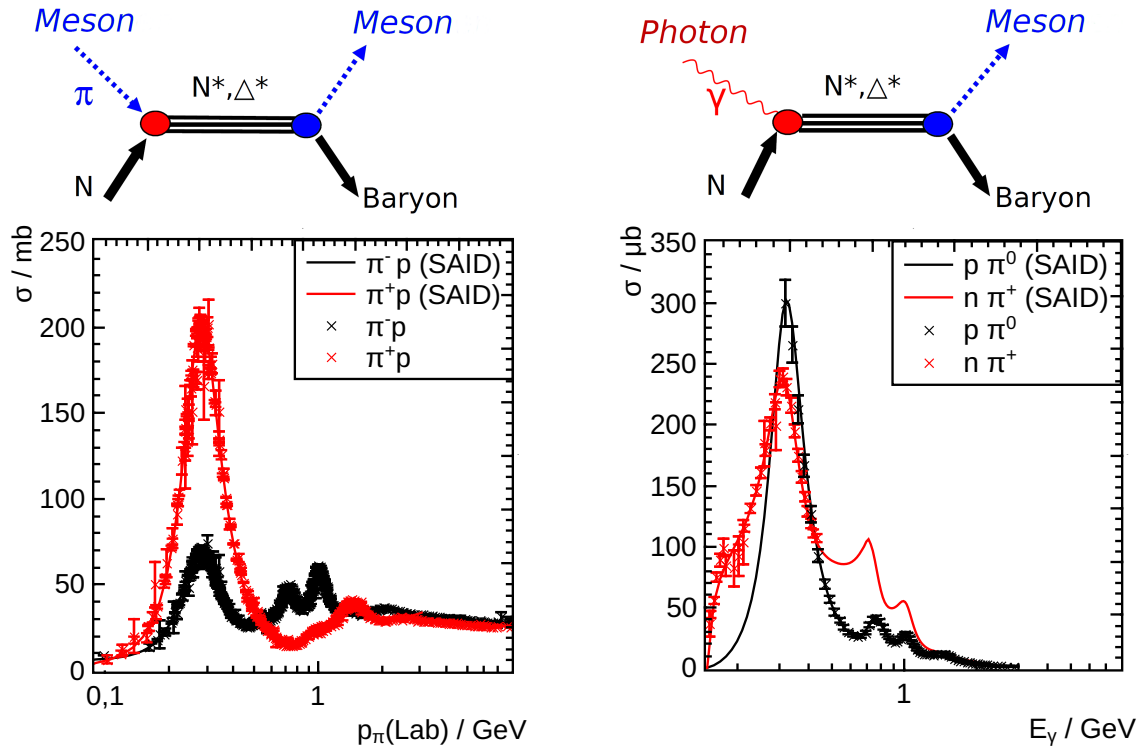 Meson
Meson
π
N*,△*
N
Baryon
σ / mb
250
200
150
100
50
0
π⁻ p (SAID)
π⁺p (SAID)
π⁻p
π⁺p
0,1
1
pπ(Lab) / GeV
Photon
Meson
γ
N*,△*
N
Baryon
σ / µb
350
300
250
200
150
100
50
0
p π⁰ (SAID)
n π⁺ (SAID)
p π⁰
n π⁺
1
Eγ / GeV